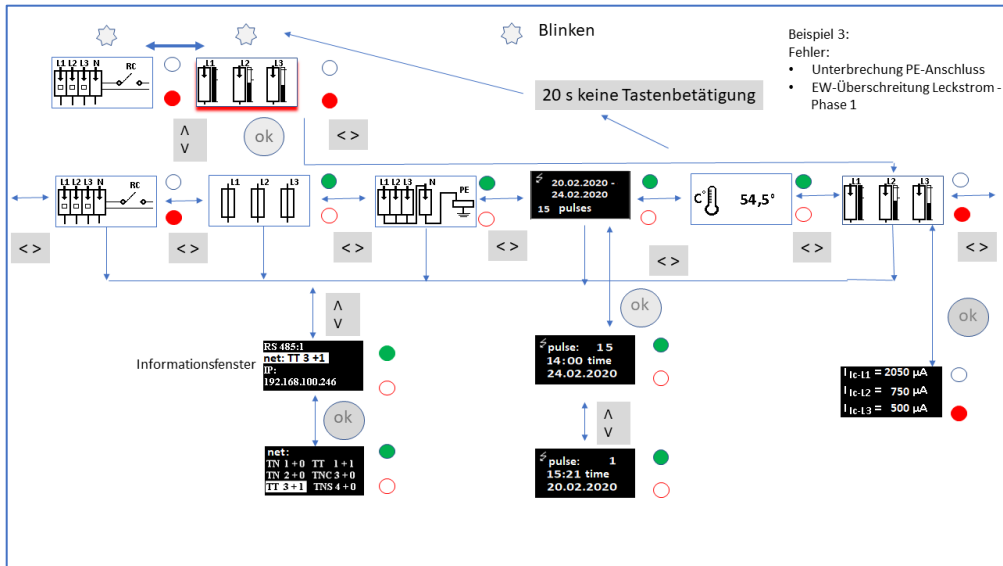 Blinken
Beispiel 3:
Fehler:
• Unterbrechung PE-Anschluss
• EW-Überschreitung Leckstrom -
Phase 1
L1 L2 L3 N
RC
L1 L2 L3
20 s keine Tastenbetätigung
ʌ
v
ok
< >
L1 L2 L3 N
RC
L1 L2 L3
L1 L2 L3 N
PE
20.02.2020 -
24.02.2020
15 pulses
C° 54,5°
L1 L2 L3
< >
< >
< >
< >
< >
< >
< >
ʌ
v
ok
ok
Informationsfenster
RS 485:1
net: TT 3 +1
IP:
192.168.100.246
pulse: 15
14:00 time
24.02.2020
I lc-L1 = 2050 µA
I lc-L2 = 750 µA
I lc-L3 = 500 µA
ok
ʌ
v
net:
TN 1 + 0 TT 1 + 1
TN 2 + 0 TNC 3 + 0
TT 3 + 1 TNS 4 + 0
pulse: 1
15:21 time
20.02.2020